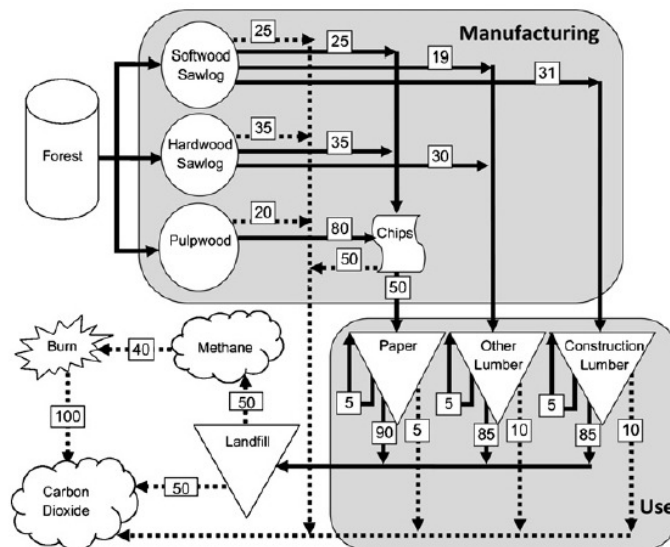 Manufacturing
25
25
19
31
Softwood
Sawlog
Forest
35
35
30
Hardwood
Sawlog
20
80
Pulpwood
Chips
50
50
Burn
40
Methane
100
50
Landfill
50
Carbon
Dioxide
Paper
Other
Lumber
Construction
Lumber
5
5
5
90
5
85
10
85
10
Use